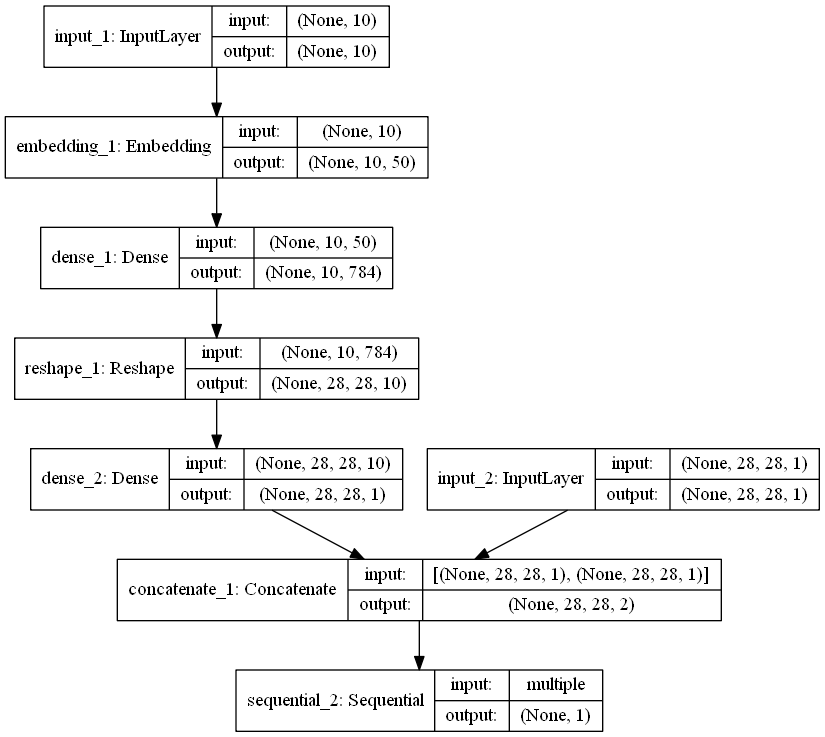 input_1: InputLayer
input: (None, 10)
output: (None, 10)
embedding_1: Embedding
input: (None, 10)
output: (None, 10, 50)
dense_1: Dense
input: (None, 10, 50)
output: (None, 10, 784)
reshape_1: Reshape
input: (None, 10, 784)
output: (None, 28, 28, 10)
dense_2: Dense
input: (None, 28, 28, 10)
output: (None, 28, 28, 1)
input_2: InputLayer
input: (None, 28, 28, 1)
output: (None, 28, 28, 1)
concatenate_1: Concatenate
input: [(None, 28, 28, 1), (None, 28, 28, 1)]
output: (None, 28, 28, 2)
sequential_2: Sequential
input: multiple
output: (None, 1)